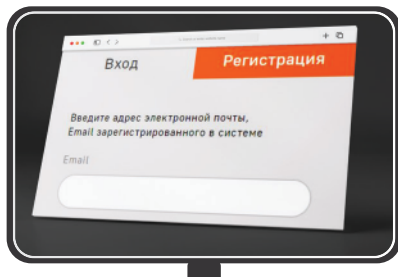 Вход
Регистрация
Введите адрес электронной почты,
Email зарегистрированного в системе
Email